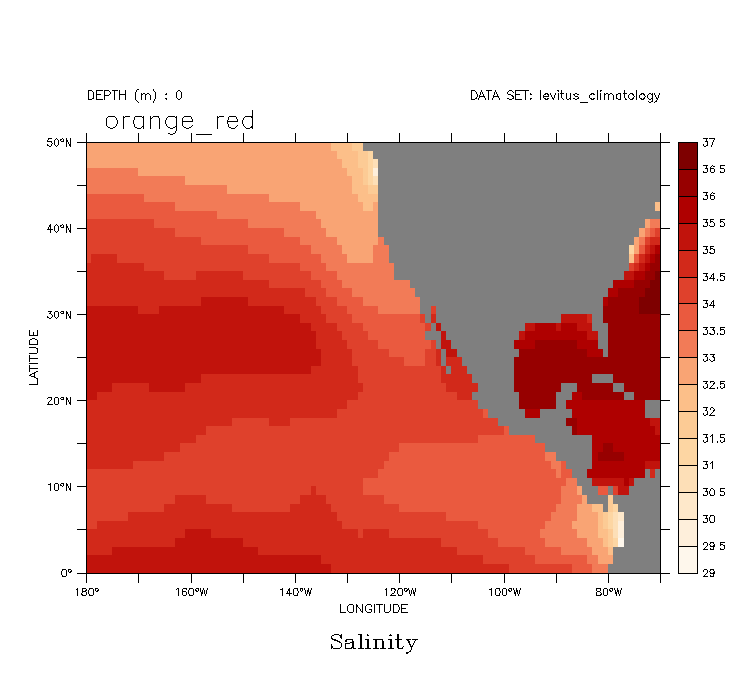 DEPTH (m) : 0
DATA SET: levitus_climatology
orange_red
50°N
40°N
30°N
20°N
10°N
0°
LATITUDE
180°
160°W
140°W
120°W
100°W
80°W
LONGITUDE
37
36.5
36
35.5
35
34.5
34
33.5
33
32.5
32
31.5
31
30.5
30
29.5
29
Salinity